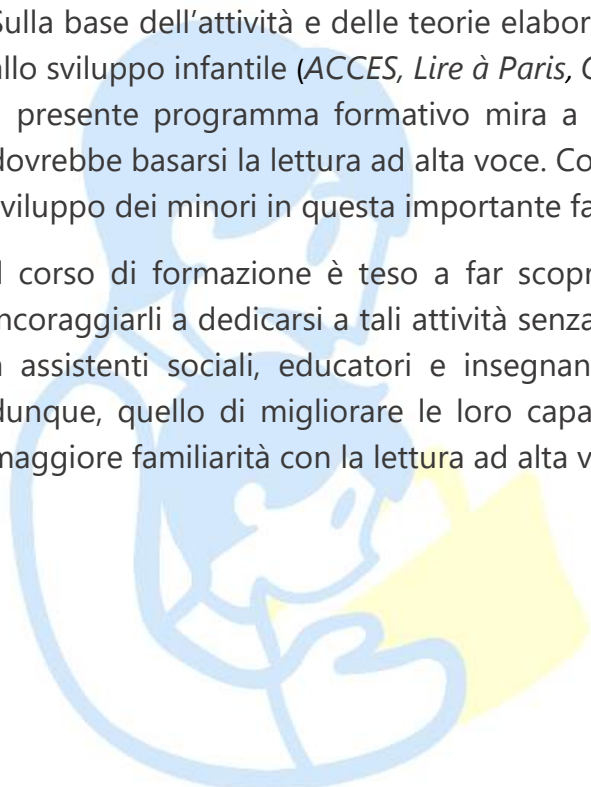 Sulla base dell'attività e delle teorie elabor
allo sviluppo infantile (ACCES, Lire à Paris,
presente programma formativo mira a
dovrebbe basarsi la lettura ad alta voce. Co
sviluppo dei minori in questa importante fa
corso di formazione è teso a far scopr
incoraggiarli a dedicarsi a tali attività senza
assistenti sociali, educatori e insegnan
dunque, quello di migliorare le loro capa
maggiore familiarità con la lettura ad alta v